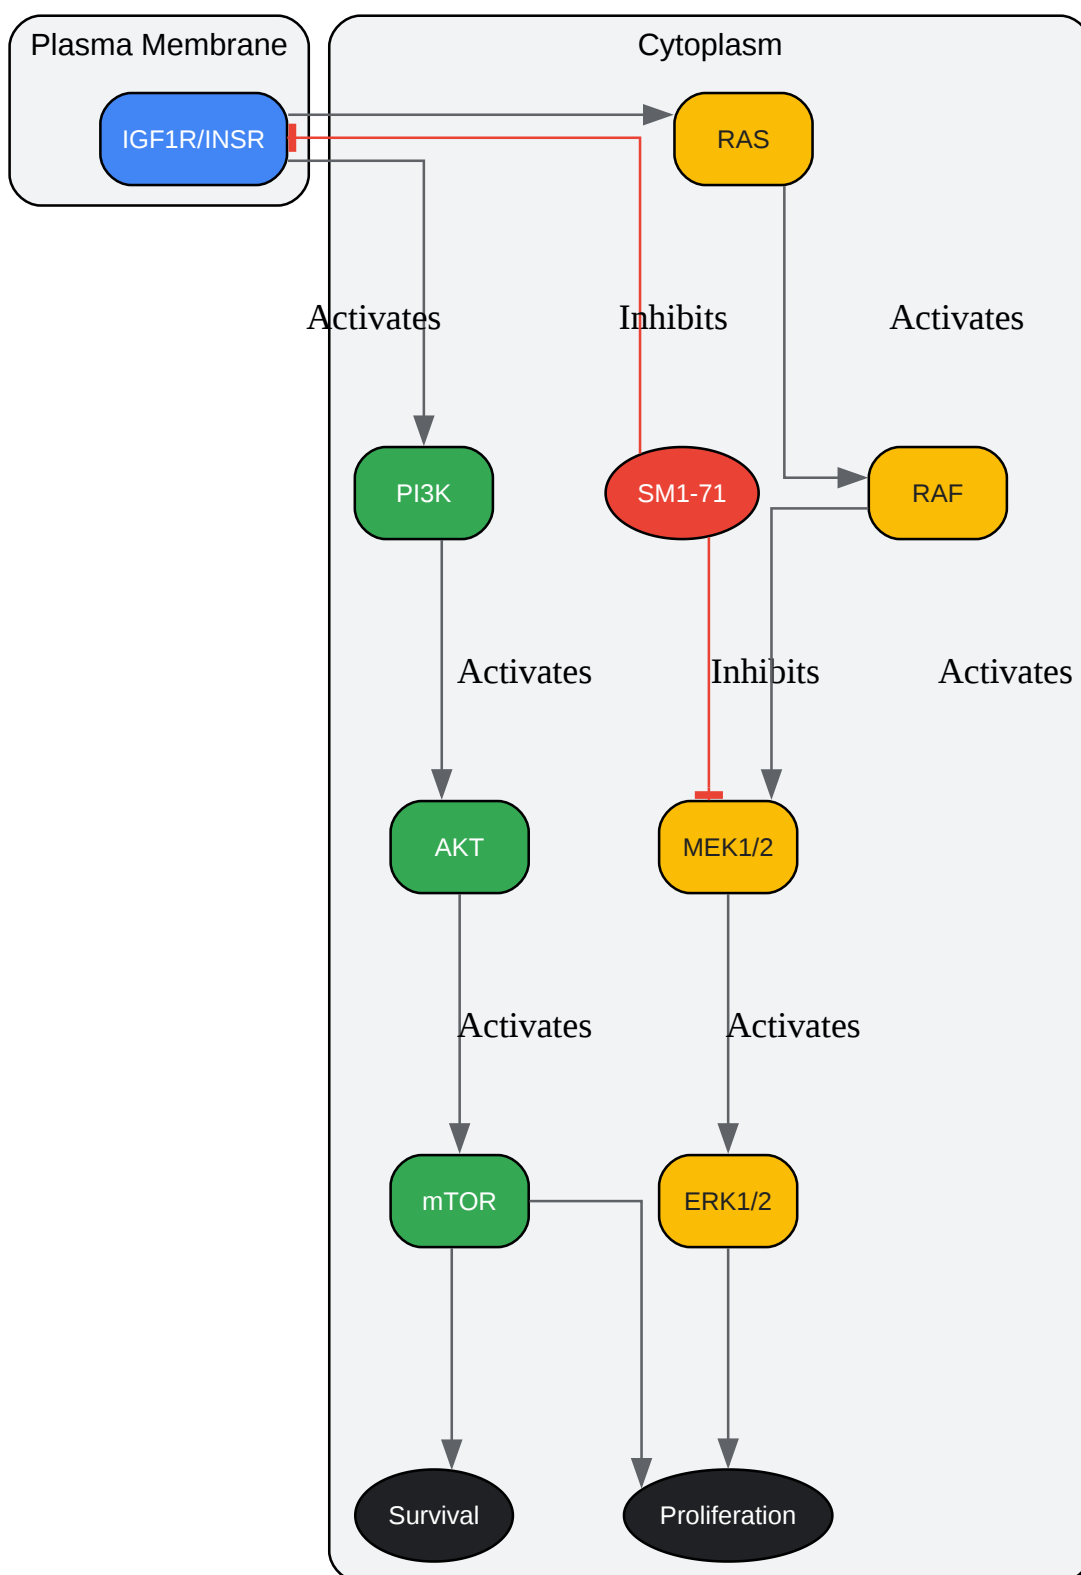 Plasma Membrane
Cytoplasm
IGF1R/INSR
RAS
Activates
Inhibits
Activates
PI3K
SM1-71
RAF
Activates
Inhibits
Activates
AKT
MEK1/2
Activates
Activates
mTOR
ERK1/2
Survival
Proliferation